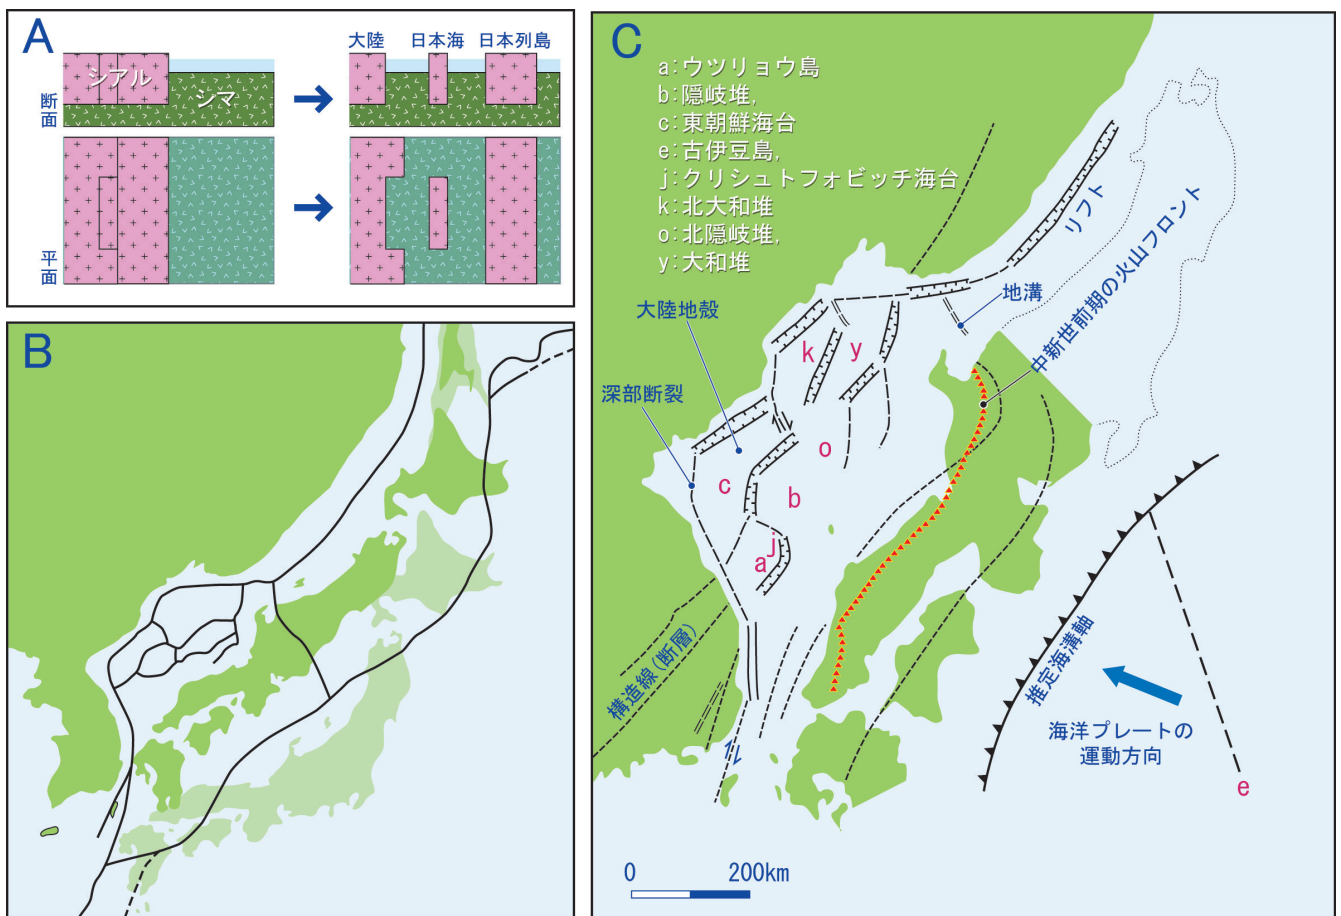 A
シアル
シマ
断面
平面
大陸
日本海
日本列島
B
C
a:ウツリョウ島
b:隠岐堆,
c:東朝鮮海台
e:古伊豆島,
j:クリシュトフォビッチ海台
k:北大和堆
o:北隠岐堆,
y:大和堆
リフト
中新世前期の火山フロント
地溝
大陸地殻
深部断裂
k
y
o
c
b
j
a
構造線(断層)
推定海溝軸
海洋プレートの
運動方向
e
0
200km